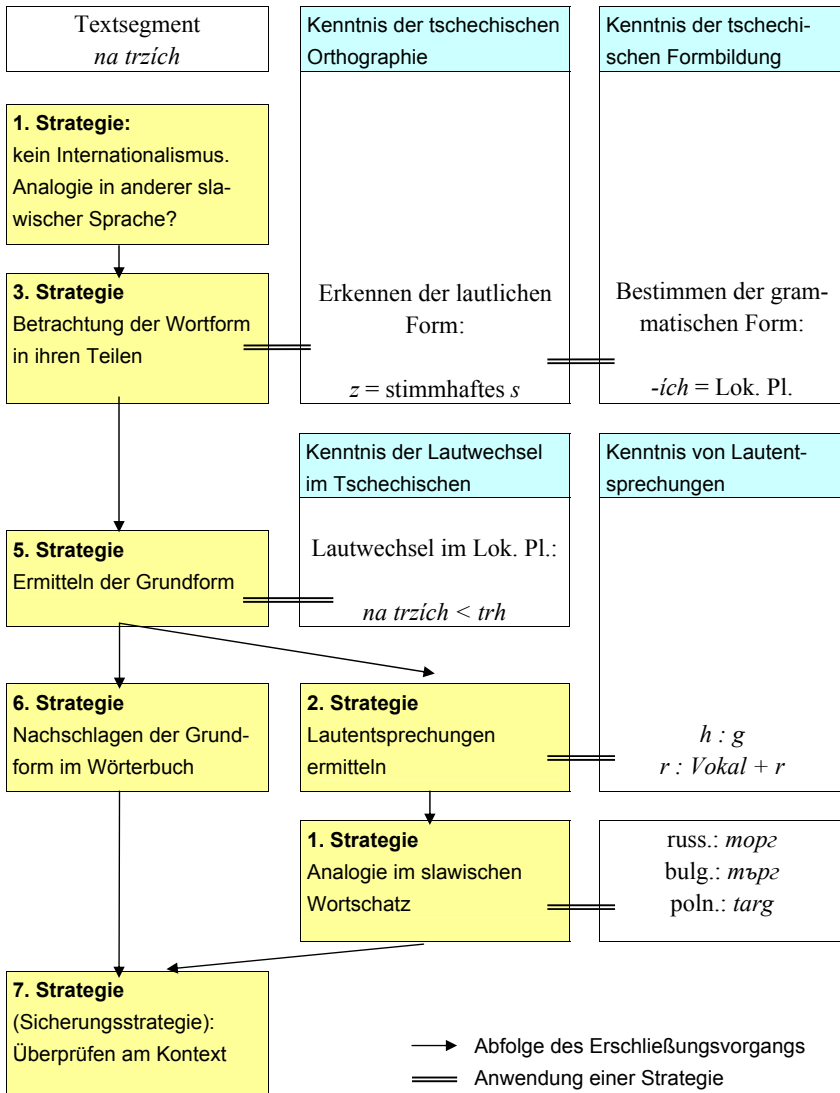 Textsegment
na trzích
Kenntnis der tschechischen
Orthographie
Kenntnis der tschechi-
schen Formbildung
1. Strategie:
kein Internationalismus.
Analogie in anderer sla-
wischer Sprache?
3. Strategie
Betrachtung der Wortform
in ihren Teilen
Erkennen der lautlichen
Form:
z = stimmhaftes s
Bestimmen der gram-
matischen Form:
-ích = Lok. Pl.
Kenntnis der Lautwechsel
im Tschechischen
Kenntnis von Lautent-
sprechungen
5. Strategie
Ermitteln der Grundform
Lautwechsel im Lok. Pl.:
na trzích < trh
6. Strategie
Nachschlagen der Grund-
form im Wörterbuch
2. Strategie
Lautentsprechungen
ermitteln
h : g
r : Vokal + r
1. Strategie
Analogie im slawischen
Wortschatz
russ.: торг
bulg.: търг
poln.: targ
7. Strategie
(Sicherungsstrategie):
Überprüfen am Kontext
Abfolge des Erschließungsvorgangs
Anwendung einer Strategie